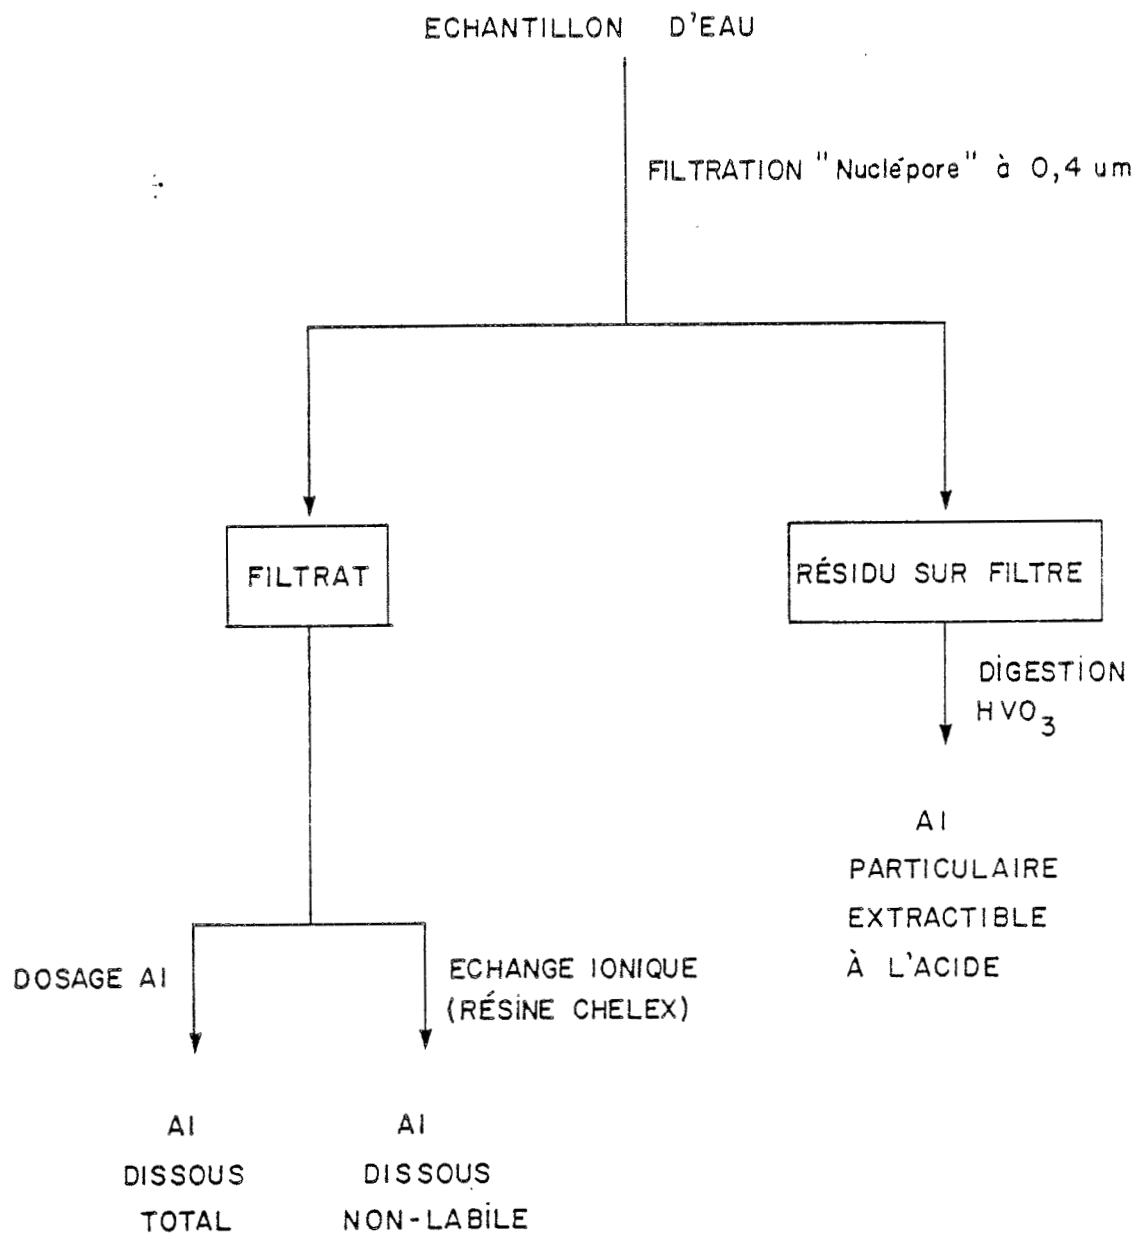 ECHANTILLON D'EAU
FILTRATION "Nuclépore" à 0,4 um
FILTRAT
RÉSIDU SUR FILTRE
DIGESTION
HVO3
Al
PARTICULAIRE
EXTRACTIBLE
À L'ACIDE
DOSAGE Al
ECHANGE IONIQUE
(RÉSINE CHELEX)
Al
DISSOUS
TOTAL
Al
DISSOUS
NON-LABILE